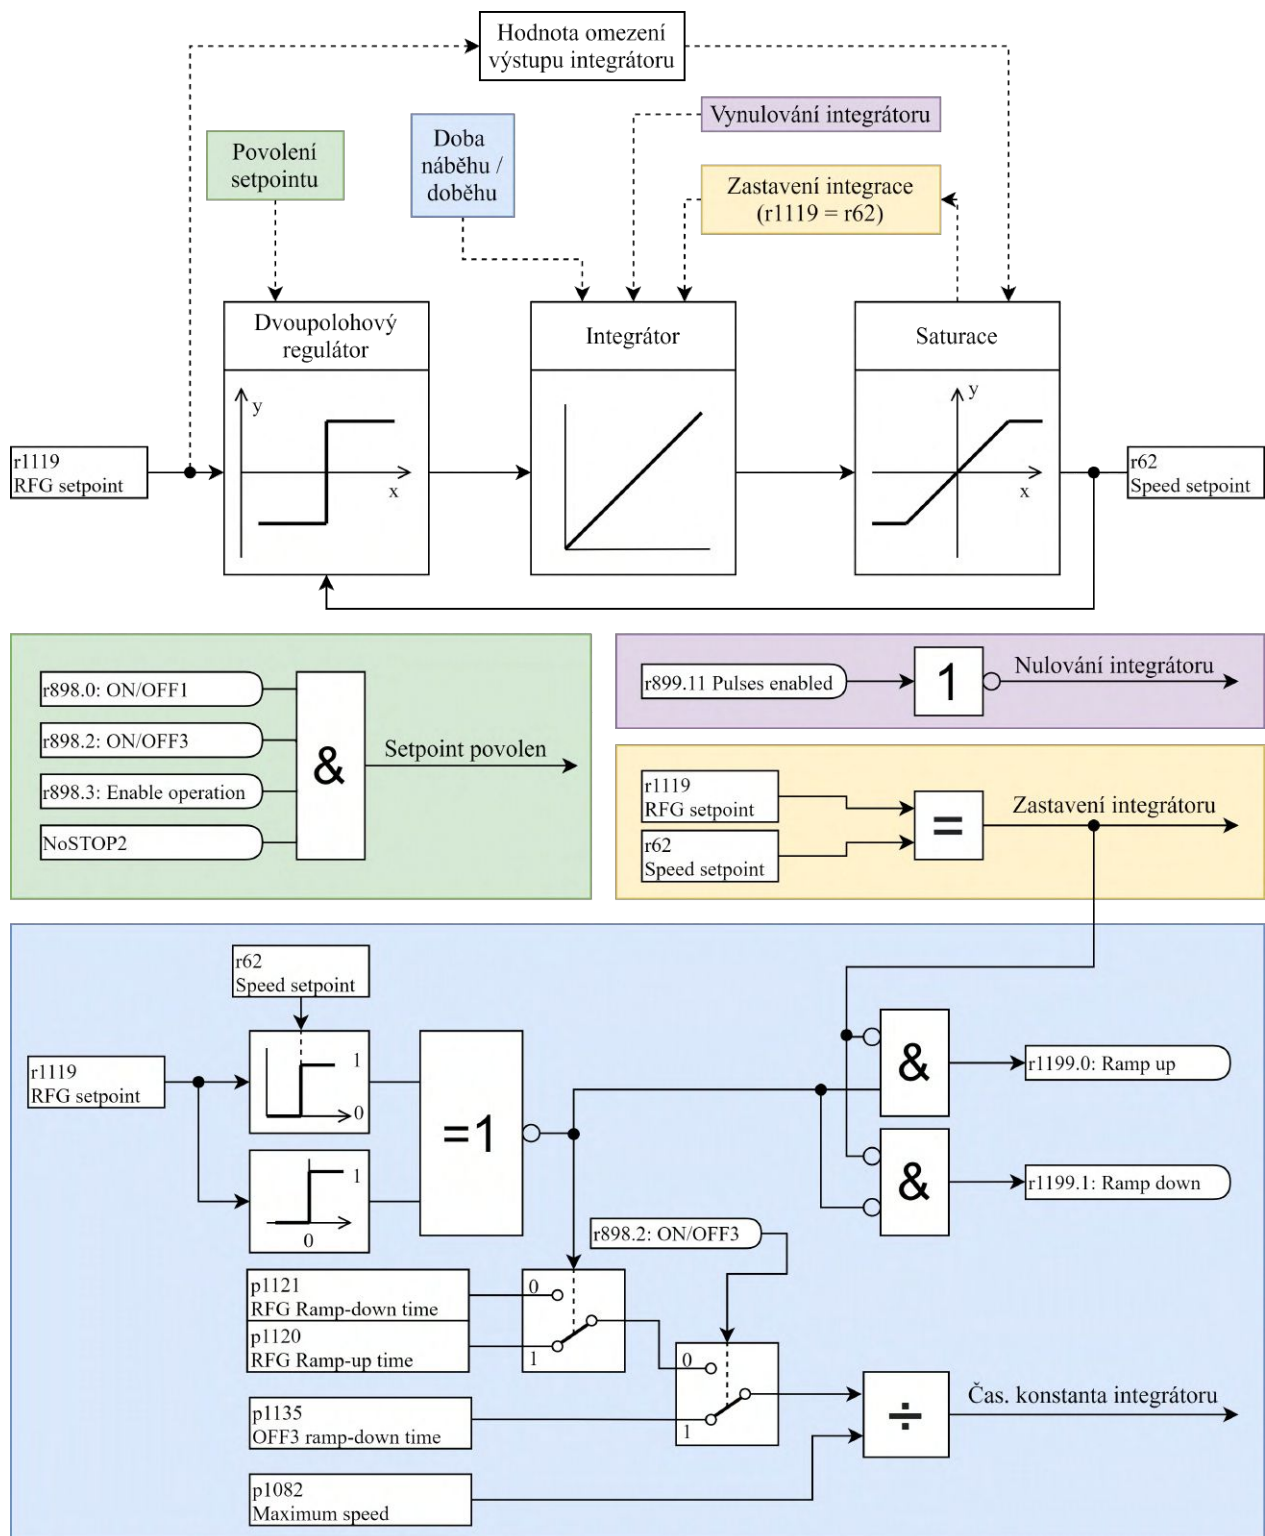 Hodnota omezení
výstupu integrátoru
Vynulování integrátoru
Povolení
setpointu
Doba
náběhu /
doběhu
Zastavení integrace
(r1119 = r62)
Dvoupolohový
regulátor
Integrátor
Saturace
y
x
y
x
r1119
RFG setpoint
r62
Speed setpoint
r898.0: ON/OFF1
r898.2: ON/OFF3
r898.3: Enable operation
NoSTOP2
&
Setpoint povolen
r899.11 Pulses enabled
1
Nulování integrátoru
r1119
RFG setpoint
r62
Speed setpoint
=
Zastavení integrátoru
r62
Speed setpoint
r1119
RFG setpoint
1
0
1
0
=1
&
r1199.0: Ramp up
&
r1199.1: Ramp down
r898.2: ON/OFF3
p1121
RFG Ramp-down time
p1120
RFG Ramp-up time
0
1
p1135
OFF3 ramp-down time
0
1
p1082
Maximum speed
÷
Čas. konstanta integrátoru